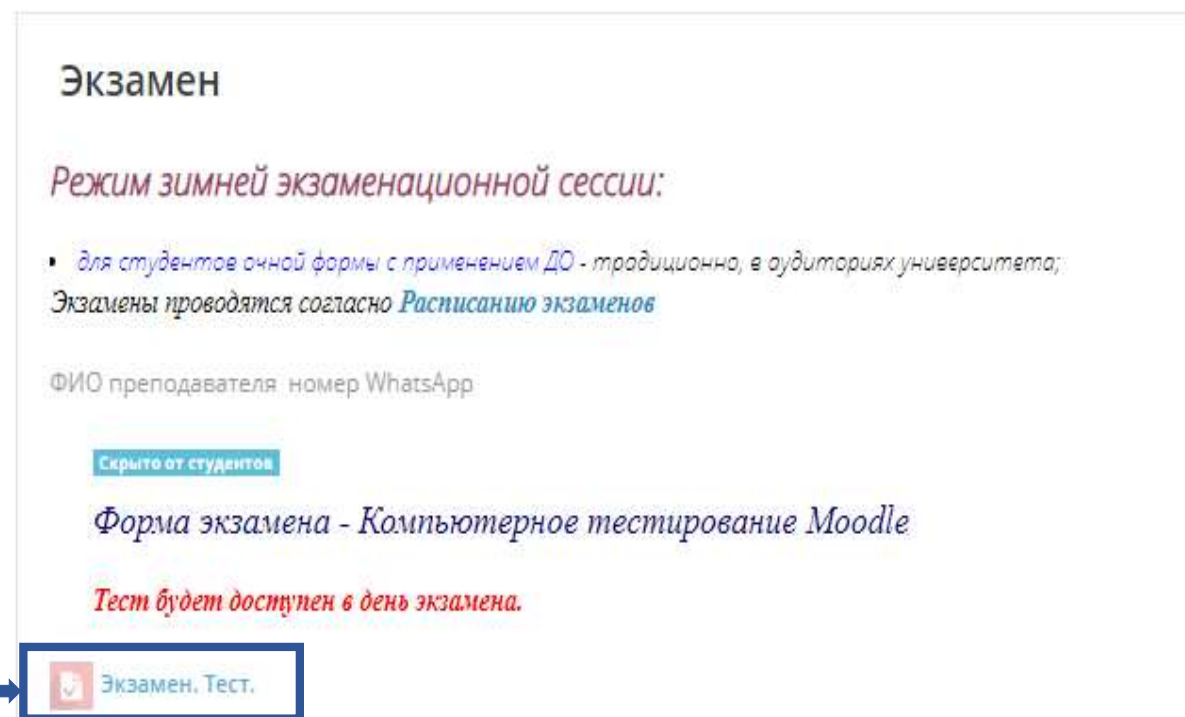 Экзамен
Режим зимней экзаменационной сессии:
• для студентов очной формы с применением ДО - традиционно, в аудиториях университета;
Экзамены проводятся согласно Расписанию экзаменов
ФИО преподавателя номер WhatsApp
Скрыто от студентов
Форма экзамена - Компьютерное тестирование Moodle
Тест будет доступен в день экзамена.
Экзамен. Тест.